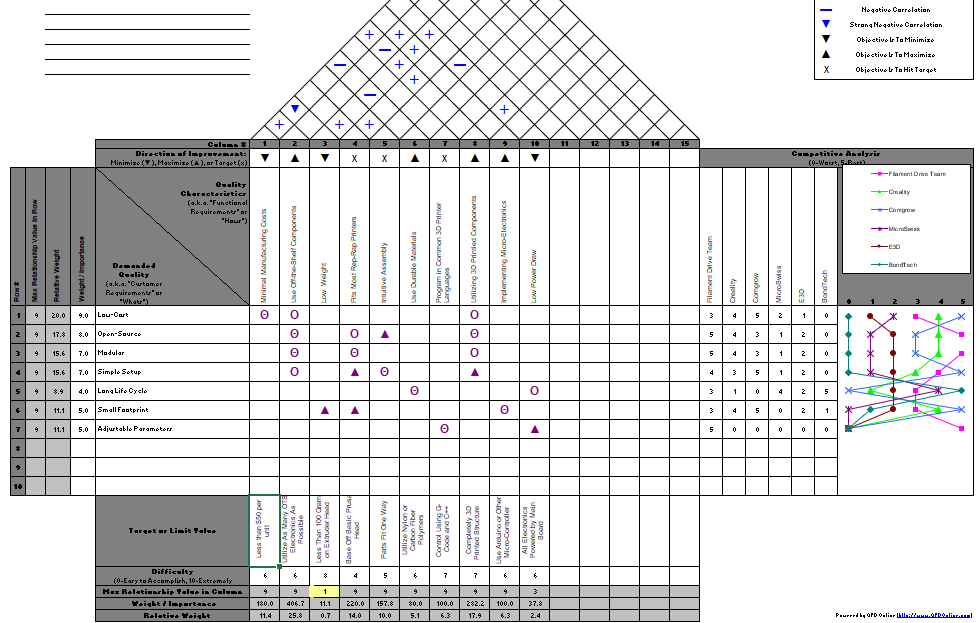 Negative Correlation
Strong Negative Correlation
Objective Is To Minimize
Objective Is To Maximize
X Objective Is To Hit Target
Column # 1 2 3 4 5 6 7 8 9 10 11 12 13 14 15
Direction of Improvement:
Minimize (▼), Maximize (▲), or Target (x)
▼ ▲ ▼ X X ▲ X ▲ ▲ ▼
Competitive Analysis
(0=Worst, 5=Best)
Row #
Max Relationship Value in Row
Relative Weight
Weight / Importance
Quality
Characteristics
(a.k.a. "Functional
Requirements" or
"Hows")
Demanded
Quality
(a.k.a. "Customer
Requirements" or
"Whats")
Minimal Manufacturing Costs
Use Off-the-Shelf Components
Low Weight
Fits Most Rep-Rap Printers
Intuitive Assembly
Use Durable Materials
Program in Common 3D Printer
Languages
Utilizing 3D Printed Components
Implementing Micro-Electronics
Low Power Draw
Filament Drive Team
Creality
Comgrow
MicroSwiss
E3D
BondTech
Filament Drive Team
Creality
Comgrow
MicroSwiss
E3D
BondTech
0 1 2 3 4 5
1 9 20.0 9.0 Low-Cost Θ Ο Ο 3 4 5 2 1 0
2 9 17.8 8.0 Open-Source Θ Ο ▲ Θ 5 4 3 1 2 0
3 9 15.6 7.0 Modular Θ Θ Ο 5 4 3 1 2 0
4 9 15.6 7.0 Simple Setup Ο ▲ Θ ▲ 4 3 5 1 2 0
5 9 8.9 4.0 Long Life Cycle Θ Ο 3 1 0 4 2 5
6 9 11.1 5.0 Small Footprint ▲ ▲ Θ 3 4 5 0 2 1
7 9 11.1 5.0 Adjustable Parameters Θ ▲ 5 0 0 0 0 0
8
9
10
Target or Limit Value
Less than $50 per
unit
Utilize As Many OTS
Electronics As
Possible
Less Than 100 Gram
on Extruder Head
Base Off Basic Prusa
Head
Parts Fit One Way
Utilize Nylon or
Carbon Fiber
Polymers
Control Using G-
Code and C++
Completely 3D
Printed Structure
Use Arduino or Other
Micro-Controller
All Electronics
Powered by Main
Board
Difficulty
(0=Easy to Accomplish, 10=Extremely
6 6 8 4 5 6 7 7 6 6
Max Relationship Value in Column 9 9 1 9 9 9 9 9 9 3
Weight / Importance 180.0 406.7 11.1 220.0 157.8 80.0 100.0 282.2 100.0 37.8
Relative Weight 11.4 25.8 0.7 14.0 10.0 5.1 6.3 17.9 6.3 2.4
Powered by QFD Online (http://www.QFDOnline.com)